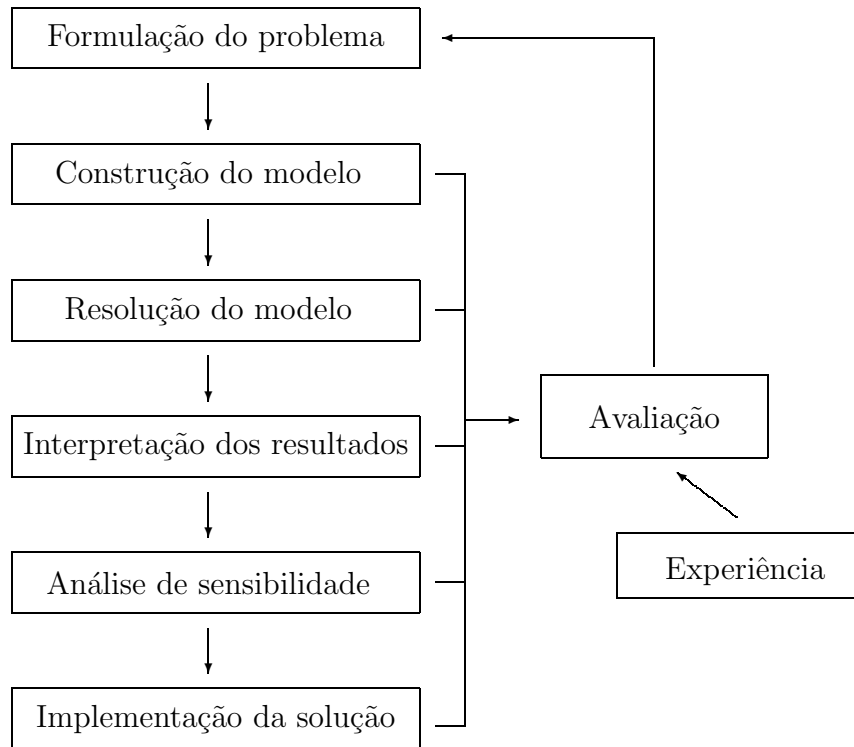 Formulação do problema
Construção do modelo
Resolução do modelo
Interpretação dos resultados
Avaliação
Experiência
Análise de sensibilidade
Implementação da solução